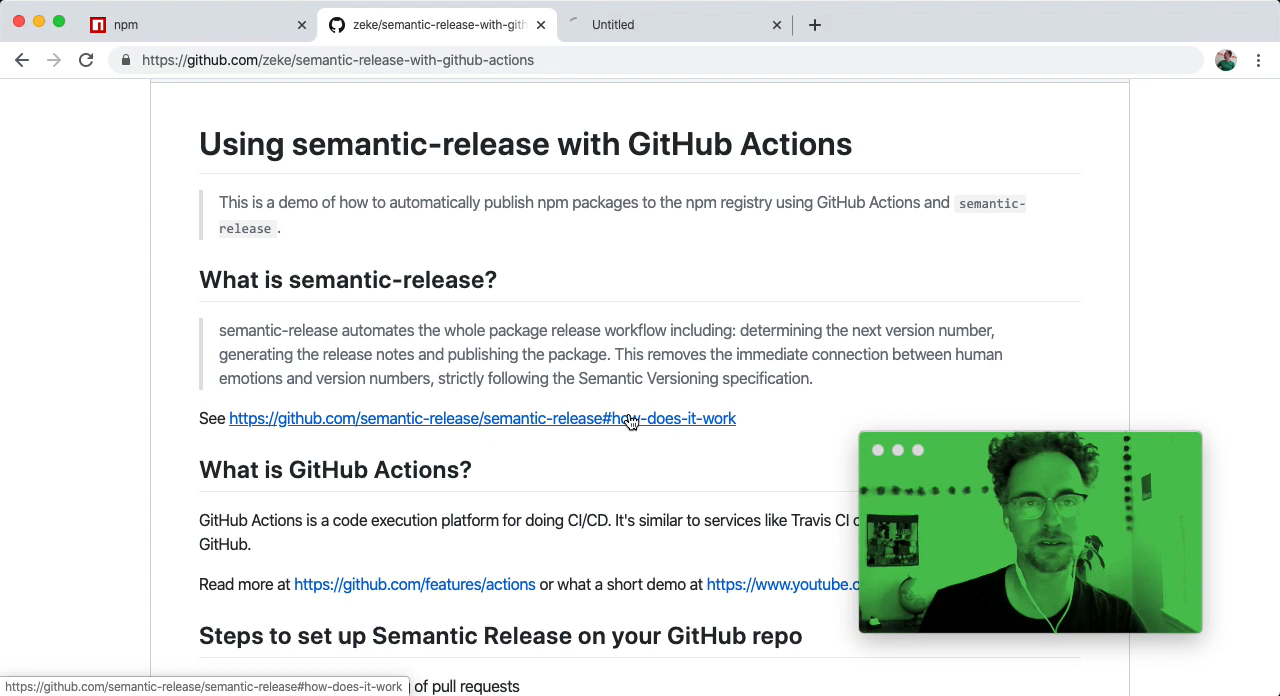 npm
zeke/semantic-release-with-gith
Untitled
https://github.com/zeke/semantic-release-with-github-actions
Using semantic-release with GitHub Actions
This is a demo of how to automatically publish npm packages to the npm registry using GitHub Actions and semantic-
release .
What is semantic-release?
semantic-release automates the whole package release workflow including: determining the next version number,
generating the release notes and publishing the package. This removes the immediate connection between human
emotions and version numbers, strictly following the Semantic Versioning specification.
See https://github.com/semantic-release/semantic-release#how-does-it-work
What is GitHub Actions?
GitHub Actions is a code execution platform for doing CI/CD. It's similar to services like Travis CI
GitHub.
Read more at https://github.com/features/actions or what a short demo at https://www.youtube.c
Steps to set up Semantic Release on your GitHub repo
of pull requests
https://github.com/semantic-release/semantic-release#how-does-it-work